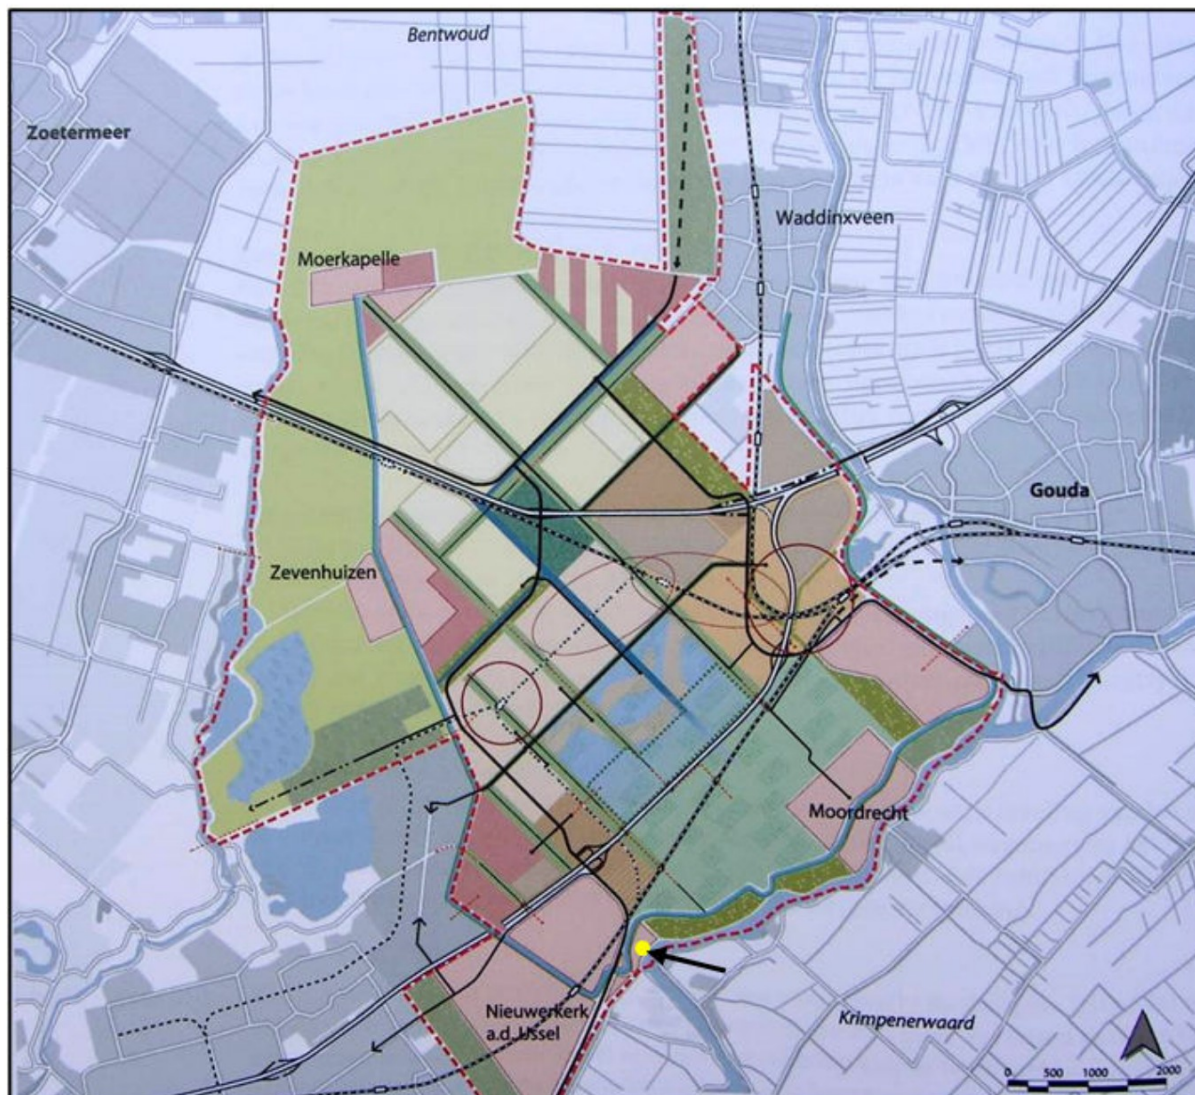 Bentwoud
Zoetermeer
Waddinxveen
Moerkapelle
Gouda
Zevenhuizen
Moordrecht
Nieuwerkerk
a.d. IJssel
Krimpenerwaard
0 500 1000 2000